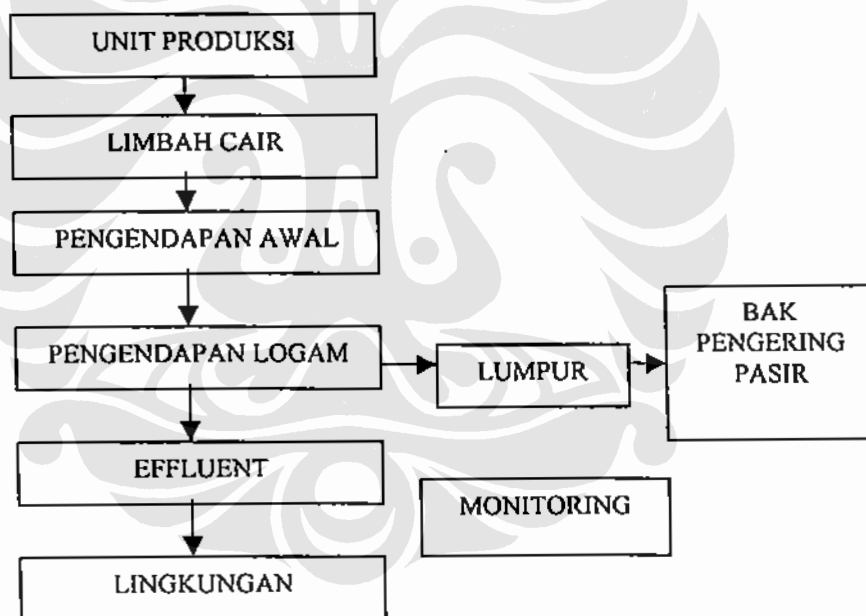 UNIT PRODUKSI
LIMBAH CAIR
PENGENDAPAN AWAL
PENGENDAPAN LOGAM
LUMPUR
BAK
PENGERING
PASIR
EFFLUENT
MONITORING
LINGKUNGAN